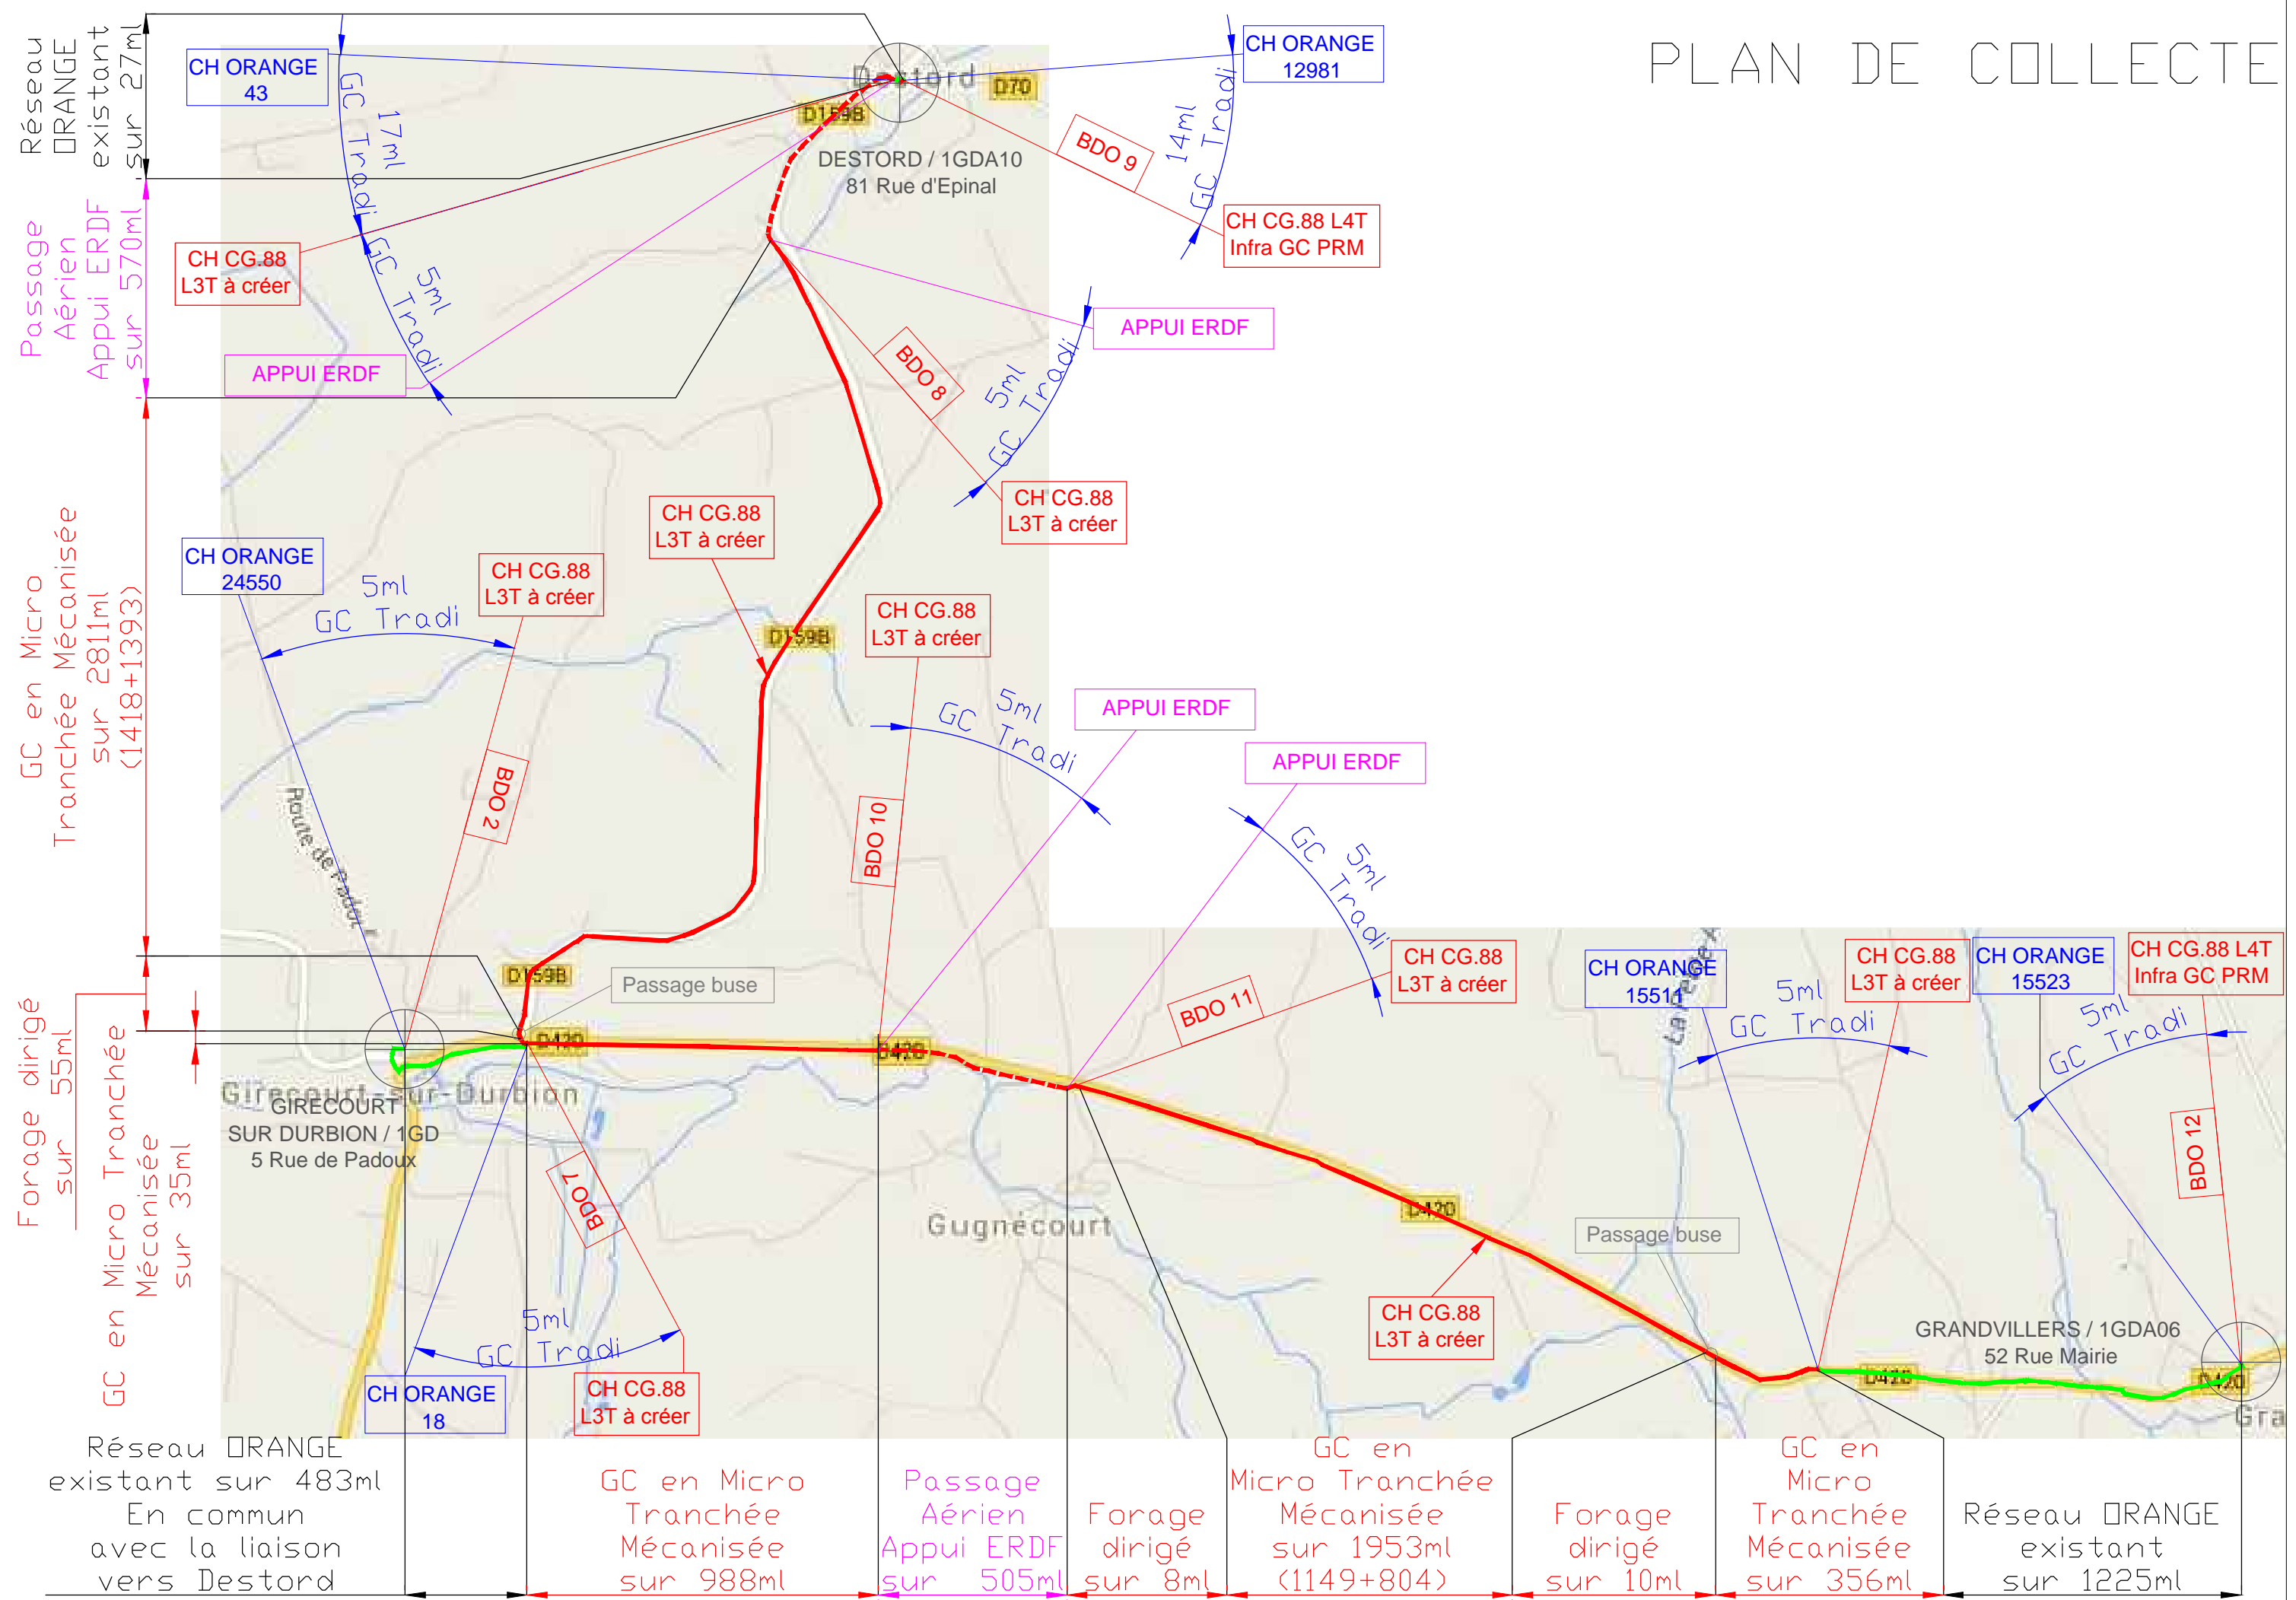 PLAN DE COLLECTE
Réseau
ORANGE
existant
sur 27ml
Passage
Aérien
Appui ERDF
sur 570ml
GC en Micro
Tranchée Mécanisée
sur 2811ml
(1418+1393)
Forage dirigé
sur 55ml
GC en Micro Tranchée
Mécanisée
sur 35ml
CH ORANGE
43
17ml
GC Tradi
CH CG.88
L3T à créer
5ml
GC Tradi
APPUI ERDF
Destord
D70
D159B
DESTORD / 1GDA10
81 Rue d'Epinal
CH ORANGE
12981
14ml
GC Tradi
BDO 9
CH CG.88 L4T
Infra GC PRM
APPUI ERDF
BDO 8
5ml
GC Tradi
CH CG.88
L3T à créer
CH CG.88
L3T à créer
CH ORANGE
24550
5ml
GC Tradi
CH CG.88
L3T à créer
BDO 2
D159B
CH CG.88
L3T à créer
BDO 10
5ml
GC Tradi
APPUI ERDF
APPUI ERDF
5ml
GC Tradi
CH CG.88
L3T à créer
BDO 11
Route de Padoux
D159B
Passage buse
D420
D420
Girecourt-sur-Durbion
GIRECOURT
SUR DURBION / 1GD
5 Rue de Padoux
BDO 7
5ml
GC Tradi
CH ORANGE
18
CH CG.88
L3T à créer
Gugnécourt
D420
CH CG.88
L3T à créer
Passage buse
CH ORANGE
15511
5ml
GC Tradi
CH CG.88
L3T à créer
CH ORANGE
15523
5ml
GC Tradi
CH CG.88 L4T
Infra GC PRM
BDO 12
GRANDVILLERS / 1GDA06
52 Rue Mairie
D420
D420
Gra
Réseau ORANGE
existant sur 483ml
En commun
avec la liaison
vers Destord
GC en Micro
Tranchée
Mécanisée
sur 988ml
Passage
Aérien
Appui ERDF
sur 505ml
Forage
dirigé
sur 8ml
GC en
Micro Tranchée
Mécanisée
sur 1953ml
(1149+804)
Forage
dirigé
sur 10ml
GC en
Micro
Tranchée
Mécanisée
sur 356ml
Réseau ORANGE
existant
sur 1225ml